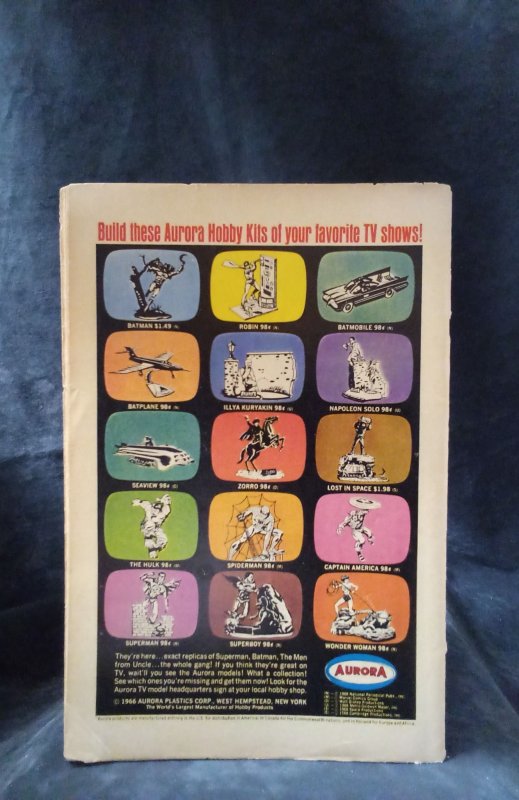 Build these Aurora Hobby Kits of your favorite TV shows!
BATMAN $1.49
ROBIN 98¢
BATMOBILE 98¢
BATPLANE 98¢
ILLYA KURYAKIN 98¢
NAPOLEON SOLO 98¢
SEAVIEW 98¢
ZORRO 98¢
LOST IN SPACE $1.98
THE HULK 98¢
SPIDERMAN 98¢
CAPTAIN AMERICA 98¢
SUPERMAN 98¢
SUPERBOY 98¢
WONDER WOMAN 98¢
They're here...exact replicas of Superman, Batman, The Men
from Uncle...the whole gang! If you think they're great on
TV, wait'll you see the Aurora models! What a collection!
See which ones you're missing and get them now! Look for the
Aurora TV model headquarters sign at your local hobby shop.
© 1966 AURORA PLASTICS CORP., WEST HEMPSTEAD, NEW YORK
The World's Largest Manufacturer of Hobby Products
AURORA